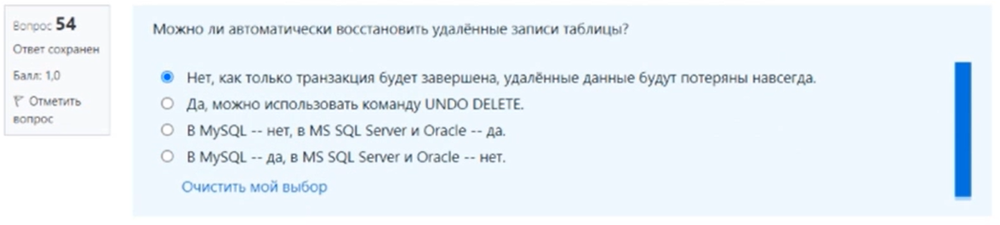 Вопрос 54
Ответ сохранен
Балл: 1,0
Отметить
вопрос
Можно ли автоматически восстановить удалённые записи таблицы?
Нет, как только транзакция будет завершена, удалённые данные будут потеряны навсегда.
Да, можно использовать команду UNDO DELETE.
В MySQL -- нет, в MS SQL Server и Oracle -- да.
В MySQL -- да, в MS SQL Server и Oracle -- нет.
Очистить мой выбор